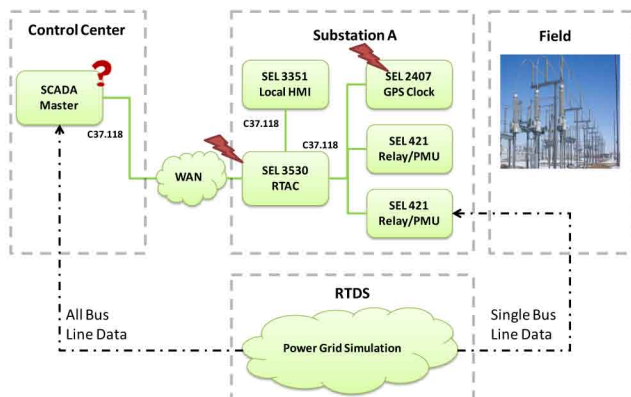 Control Center
Substation A
Field
SCADA
Master
?
SEL 3351
Local HMI
SEL 2407
GPS Clock
C37.118
C37.118
C37.118
WAN
SEL 3530
RTAC
SEL 421
Relay/PMU
SEL 421
Relay/PMU
RTDS
All Bus
Line Data
Power Grid Simulation
Single Bus
Line Data